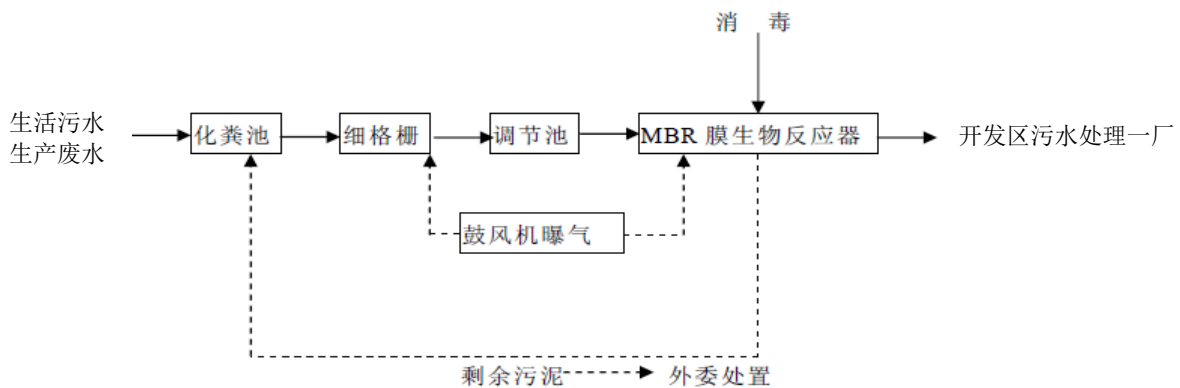 消 毒
生活污水
生产废水
化粪池
细格栅
调节池
MBR 膜生物反应器
开发区污水处理一厂
鼓风机曝气
剩余污泥
外委处置